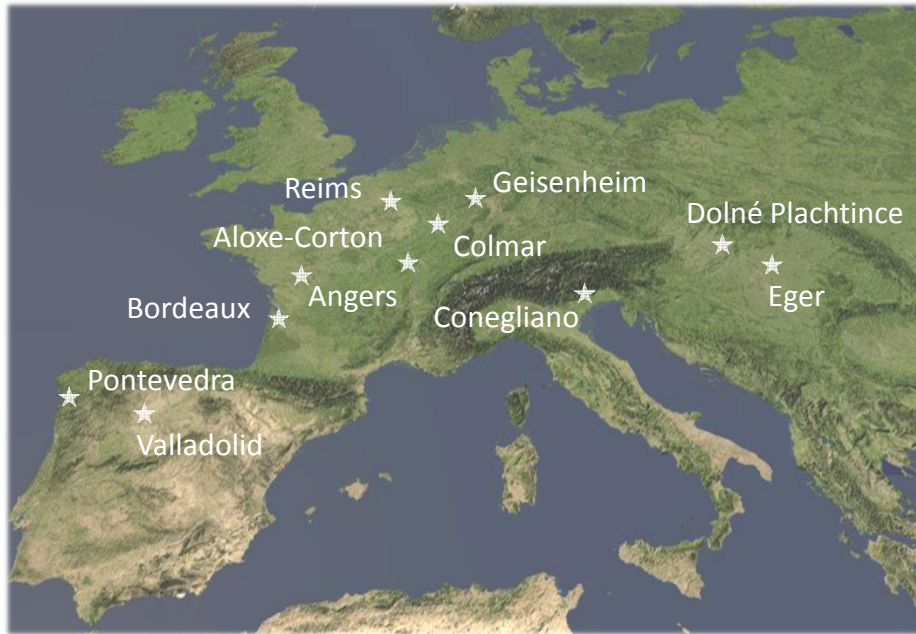 Reims
Geisenheim
Dolné Plachtince
Aloxe-Corton
Colmar
Angers
Eger
Bordeaux
Conegliano
Pontevedra
Valladolid